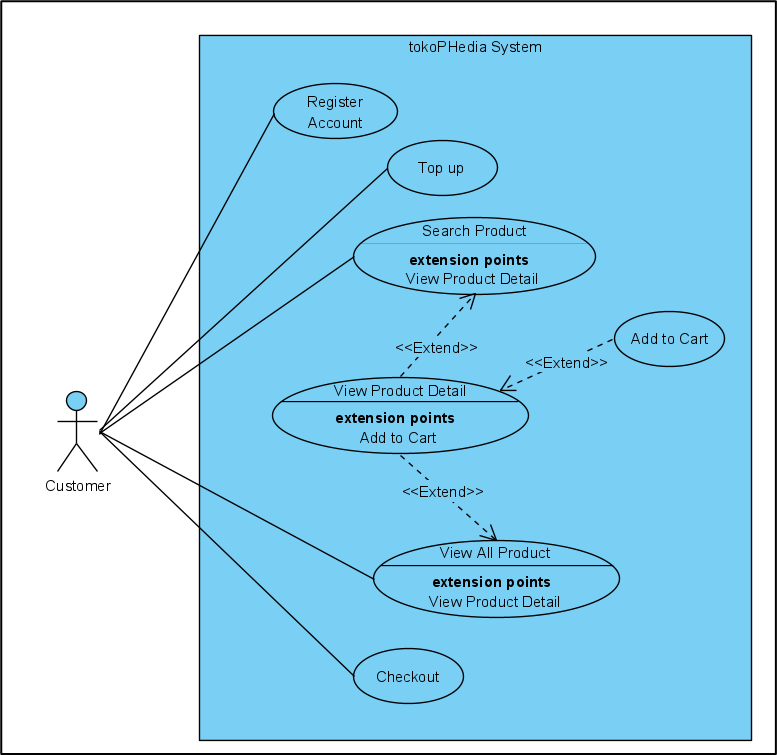 tokoPHedia System
Register
Account
Top up
Search Product
extension points
View Product Detail
<<Extend>>
Add to Cart
<<Extend>>
View Product Detail
extension points
Add to Cart
Customer
<<Extend>>
View All Product
extension points
View Product Detail
Checkout